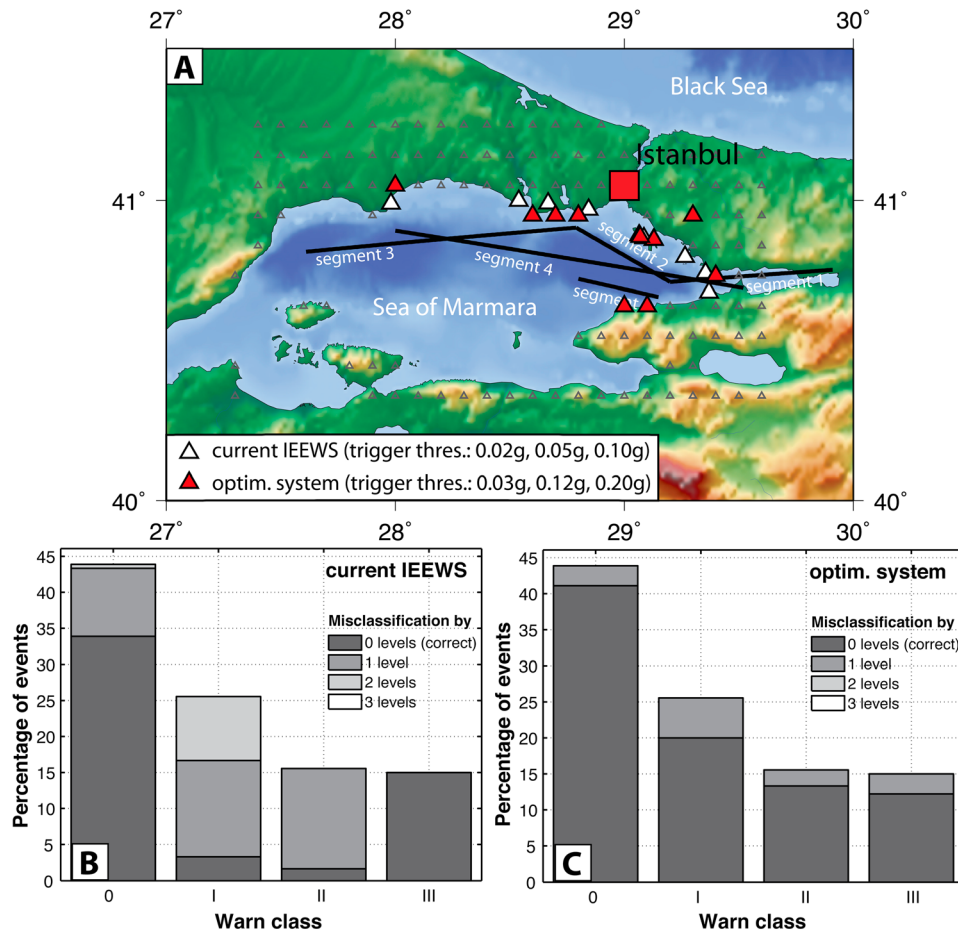 27° 28° 29° 30°
A
Black Sea
Istanbul
41° 41°
segment 3
segment 4
segment 2
segment 1
segment
Sea of Marmara
current IEEWS (trigger thres.: 0.02g, 0.05g, 0.10g)
optim. system (trigger thres.: 0.03g, 0.12g, 0.20g)
40° 40°
27° 28° 29° 30°
current IEEWS
Misclassification by
0 levels (correct)
1 level
2 levels
3 levels
Percentage of events
45
40
35
30
25
20
15
10
5
0
B
0 I II III
Warn class
optim. system
Misclassification by
0 levels (correct)
1 level
2 levels
3 levels
Percentage of events
45
40
35
30
25
20
15
10
5
0
C
0 I II III
Warn class